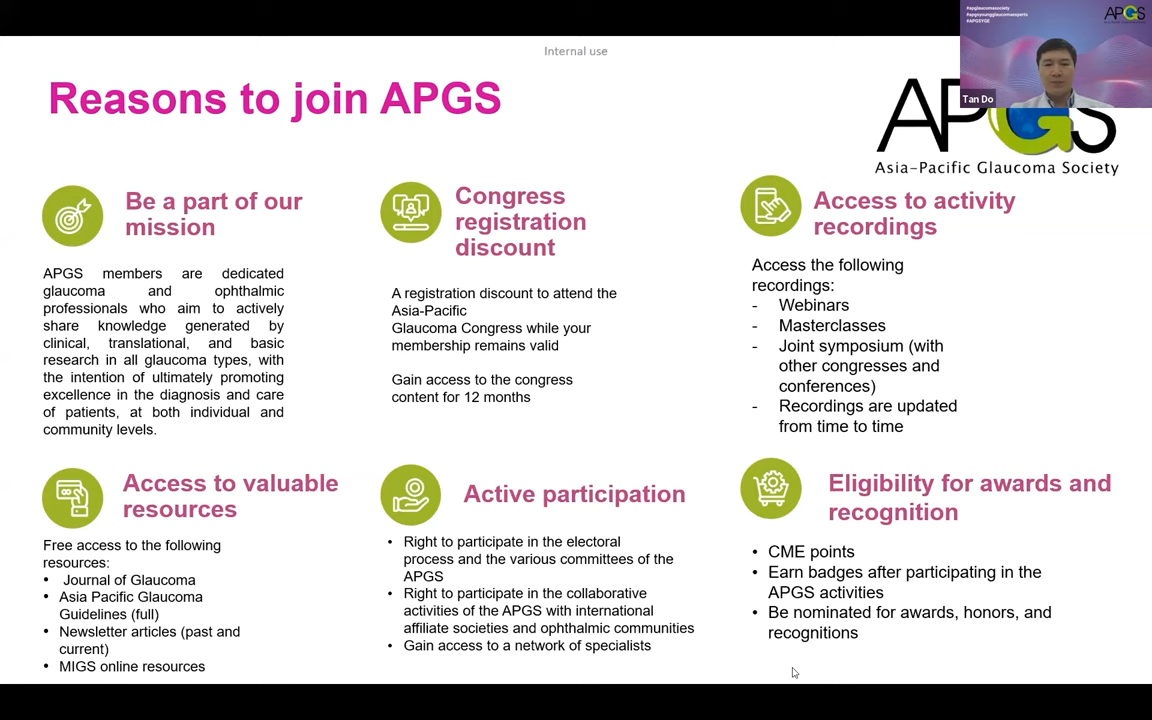 Internal use
Reasons to join APGS
#apglaucomasociety
#apgsyoungglaucomaexperts
#APGSYGE
APGS
Tan Do
APGS
Asia-Pacific Glaucoma Society
Be a part of our
mission
APGS members are dedicated
glaucoma and ophthalmic
professionals who aim to actively
share knowledge generated by
clinical, translational, and basic
research in all glaucoma types, with
the intention of ultimately promoting
excellence in the diagnosis and care
of patients, at both individual and
community levels.
Congress
registration
discount
A registration discount to attend the
Asia-Pacific
Glaucoma Congress while your
membership remains valid
Gain access to the congress
content for 12 months
Access to activity
recordings
Access the following
recordings:
- Webinars
- Masterclasses
- Joint symposium (with
other congresses and
conferences)
- Recordings are updated
from time to time
Access to valuable
resources
Free access to the following
resources:
• Journal of Glaucoma
• Asia Pacific Glaucoma
Guidelines (full)
• Newsletter articles (past and
current)
• MIGS online resources
Active participation
• Right to participate in the electoral
process and the various committees of the
APGS
• Right to participate in the collaborative
activities of the APGS with international
affiliate societies and ophthalmic communities
• Gain access to a network of specialists
Eligibility for awards and
recognition
• CME points
• Earn badges after participating in the
APGS activities
• Be nominated for awards, honors, and
recognitions